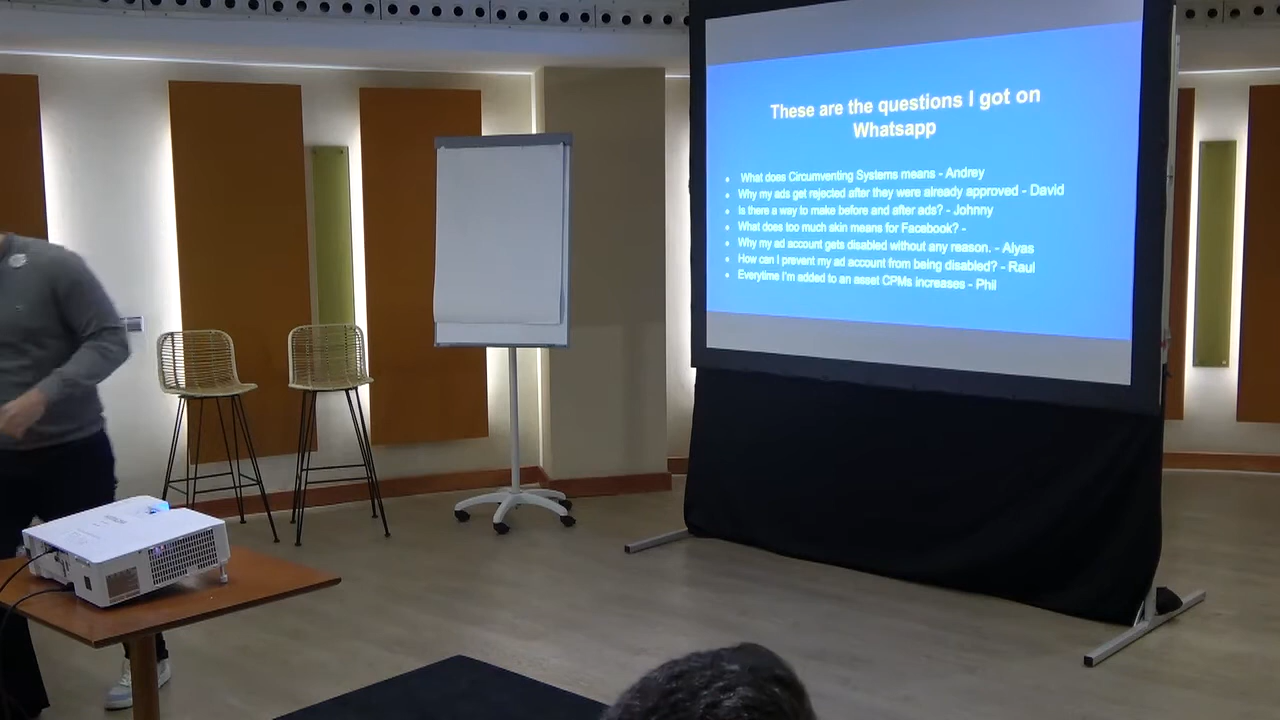 These are the questions I got on
Whatsapp
What does Circumventing Systems means - Andrey
Why my ads get rejected after they were already approved - David
Is there a way to make before and after ads? - Johnny
What does too much skin means for Facebook? -
Why my ad account gets disabled without any reason. - Alyas
How can I prevent my ad account from being disabled? - Raul
Everytime I'm added to an asset CPMs increases - Phil